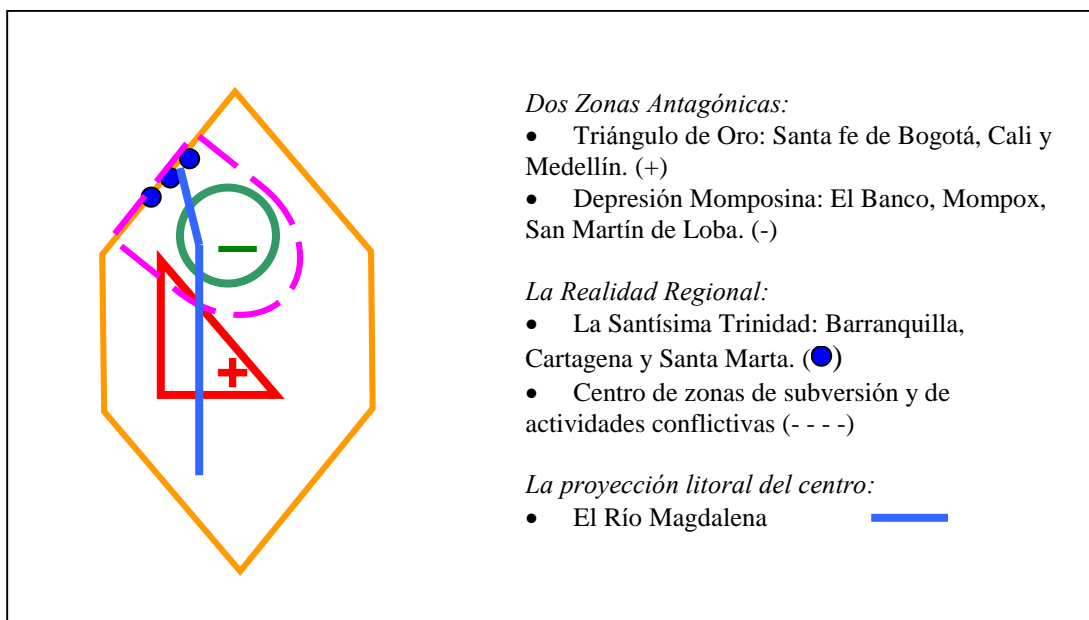 Dos Zonas Antagónicas:
• Triángulo de Oro: Santa fe de Bogotá, Cali y
Medellín. (+)
• Depresión Momposina: El Banco, Mompox,
San Martín de Loba. (-)
La Realidad Regional:
• La Santísima Trinidad: Barranquilla,
Cartagena y Santa Marta. ( )
• Centro de zonas de subversión y de
actividades conflictivas (- - - -)
La proyección litoral del centro:
• El Río Magdalena